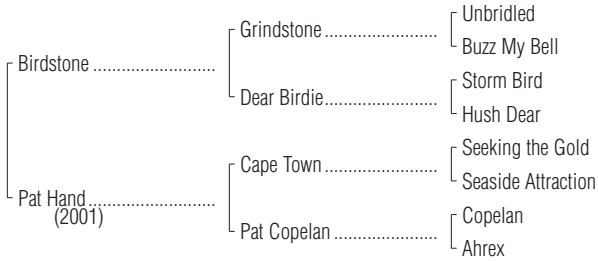 Unbridled
Grindstone ..........................
Buzz My Bell
Birdstone ............................
Storm Bird
Dear Birdie..........................
Hush Dear
Seeking the Gold
Cape Town ..........................
Seaside Attraction
Pat Hand .............................
(2001)
Copelan
Pat Copelan ........................
Ahrex